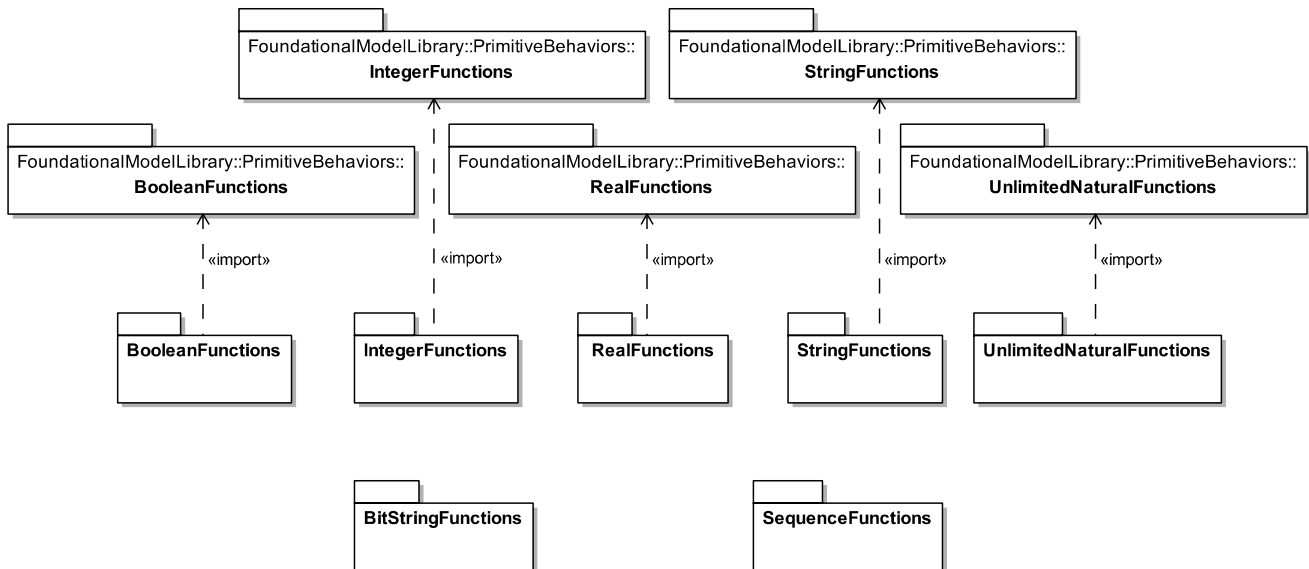 FoundationalModelLibrary::PrimitiveBehaviors::
IntegerFunctions
FoundationalModelLibrary::PrimitiveBehaviors::
StringFunctions
FoundationalModelLibrary::PrimitiveBehaviors::
BooleanFunctions
FoundationalModelLibrary::PrimitiveBehaviors::
RealFunctions
FoundationalModelLibrary::PrimitiveBehaviors::
UnlimitedNaturalFunctions
«import»
«import»
«import»
«import»
«import»
BooleanFunctions
IntegerFunctions
RealFunctions
StringFunctions
UnlimitedNaturalFunctions
BitStringFunctions
SequenceFunctions